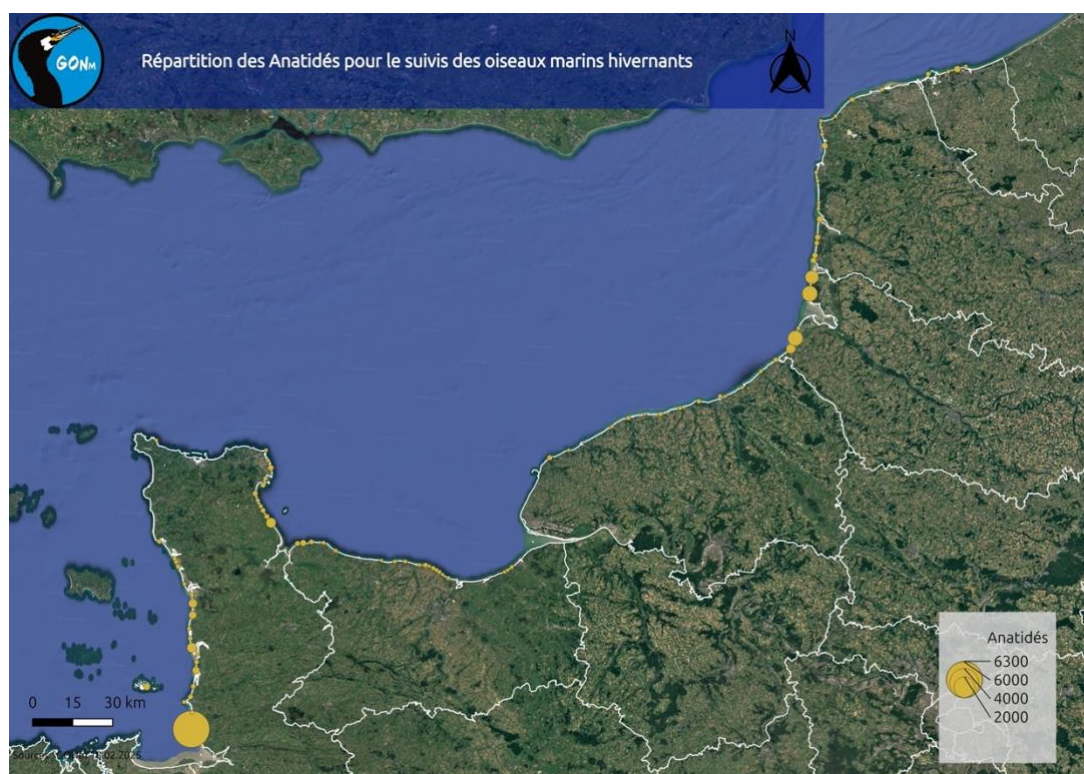 GONm
Répartition des Anatidés pour le suivis des oiseaux marins hivernants
N
Anatidés
6300
6000
4000
2000
0 15 30 km